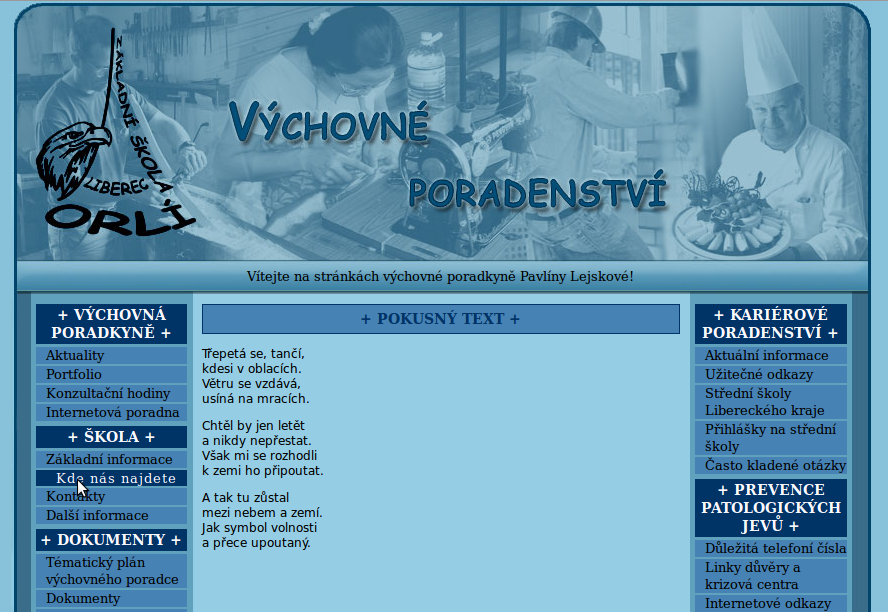 ZÁKLADNÍ ŠKOLA,
LIBEREC
ORLÍ
VÝCHOVNÉ
PORADENSTVÍ
Vítejte na stránkách výchovné poradkyně Pavlíny Lejskové!
+ VÝCHOVNÁ
PORADKYNĚ +
Aktuality
Portfolio
Konzultační hodiny
Internetová poradna
+ ŠKOLA +
Základní informace
Kde nás najdete
Kontakty
Další informace
+ DOKUMENTY +
Tématický plán
výchovného poradce
Dokumenty
+ POKUSNÝ TEXT +
Třepetá se, tančí,
kdesi v oblacích.
Větru se vzdává,
usíná na mracích.
Chtěl by jen letět
a nikdy nepřestat.
Však mi se rozhodli
k zemi ho připoutat.
A tak tu zůstal
mezi nebem a zemí.
Jak symbol volnosti
a přece upoutaný.
+ KARIÉROVÉ
PORADENSTVÍ +
Aktuální informace
Užitečné odkazy
Střední školy
Libereckého kraje
Přihlášky na střední
školy
Často kladené otázky
+ PREVENCE
PATOLOGICKÝCH
JEVŮ +
Důležitá telefoní čísla
Linky důvěry a
krizová centra
Internetové odkazy